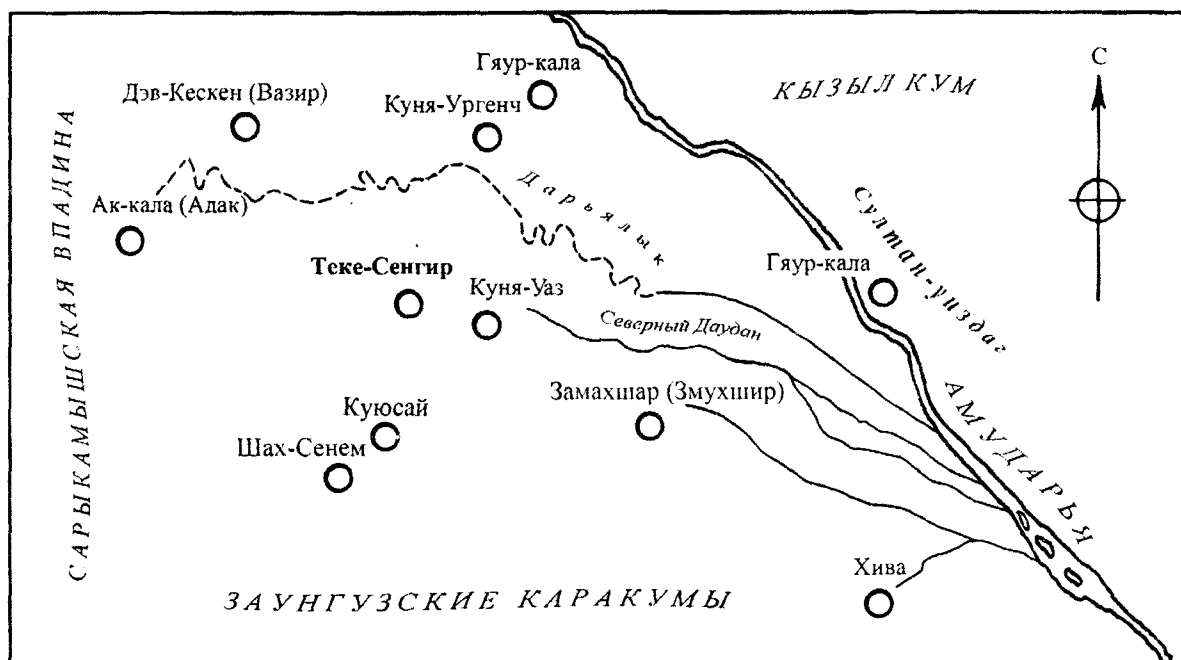 Гяур-кала
С
КЫЗЫЛ КУМ
Дэв-Кескен (Вазир)
Куня-Ургенч
САРЫКАМЫШСКАЯ ВПАДИНА
Дарьялык
Ак-кала (Адак)
Султан-уиздаг
Теке-Сенгир
Гяур-кала
Куня-Уаз
Северный Даудан
Замахшар (Змухшир)
АМУДАРЬЯ
Куюсай
Шах-Сенем
Хива
ЗАУНГУЗСКИЕ КАРАКУМЫ